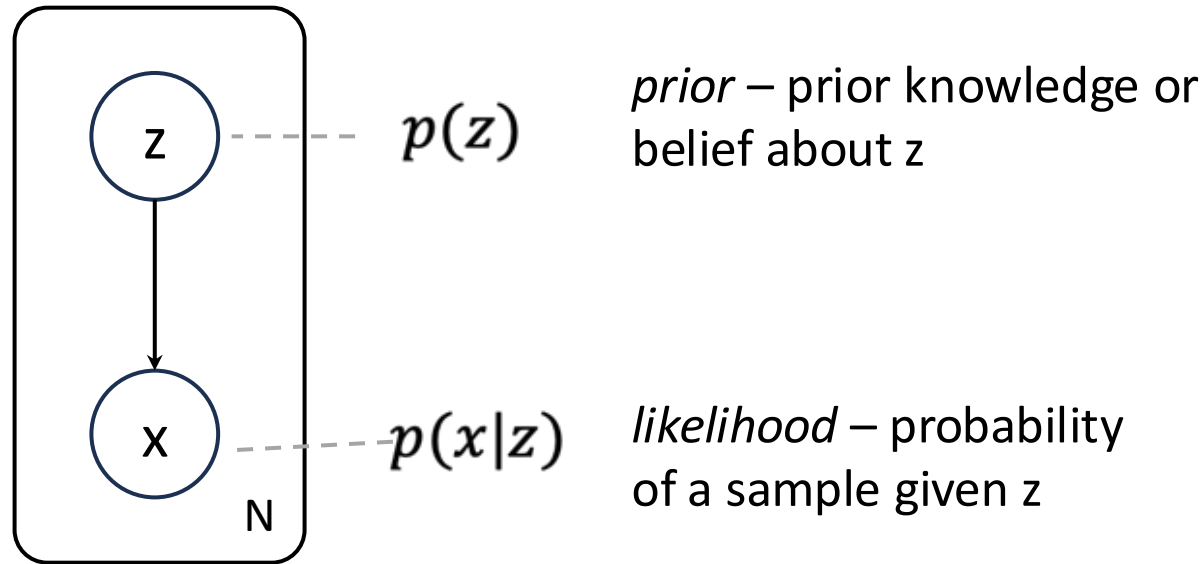 z
p(z)
prior – prior knowledge or
belief about z
x
p(x|z)
likelihood – probability
of a sample given z
N